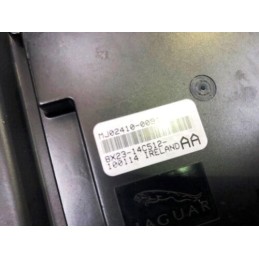 MJ02410-005
8X23-14C512-
100114 IRELAND AA
JAGUAR